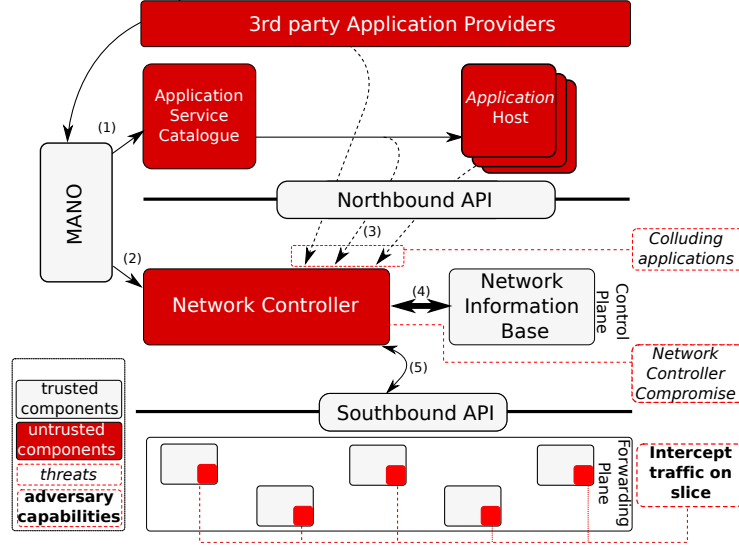 3rd party Application Providers
(1)
Application
Service
Catalogue
Application
Host
MANO
Northbound API
(3)
(2)
Colluding
applications
Network Controller
(4)
Network
Information
Base
Control
Plane
Network
Controller
Compromise
(5)
trusted
components
untrusted
components
threats
adversary
capabilities
Southbound API
Forwarding
Plane
Intercept
traffic on
slice